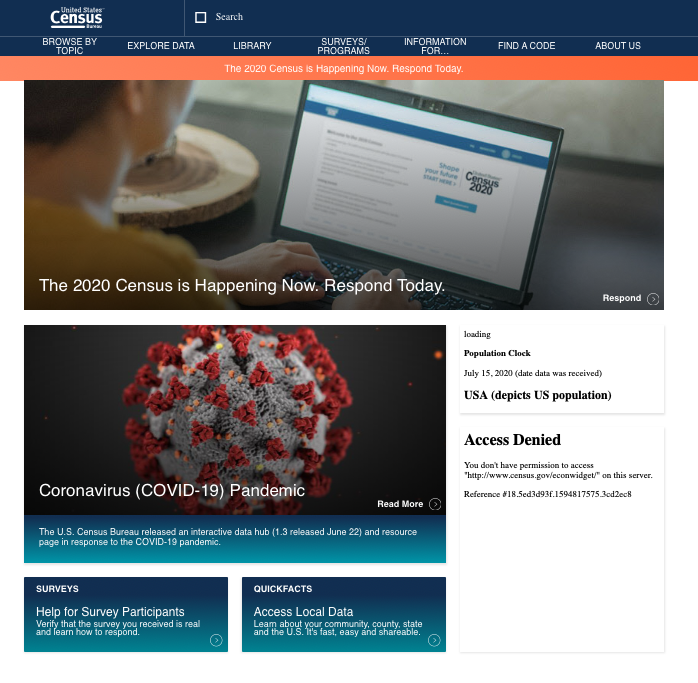 United States™
Census
Bureau
Search
BROWSE BY
TOPIC
EXPLORE DATA
LIBRARY
SURVEYS/
PROGRAMS
INFORMATION
FOR...
FIND A CODE
ABOUT US
The 2020 Census is Happening Now. Respond Today.
Shape
your future
START HERE >
United States
Census
2020
The 2020 Census is Happening Now. Respond Today.
Respond
Coronavirus (COVID-19) Pandemic
Read More
The U.S. Census Bureau released an interactive data hub (1.3 released June 22) and resource
page in response to the COVID-19 pandemic.
loading
Population Clock
July 15, 2020 (date data was received)
USA (depicts US population)
Access Denied
You don't have permission to access
"http://www.census.gov/econwidget/" on this server.
Reference #18.5ed3d93f.1594817575.3cd2ec8
SURVEYS
Help for Survey Participants
Verify that the survey you received is real
and learn how to respond.
QUICKFACTS
Access Local Data
Learn about your community, county, state
and the U.S. It's fast, easy and shareable.